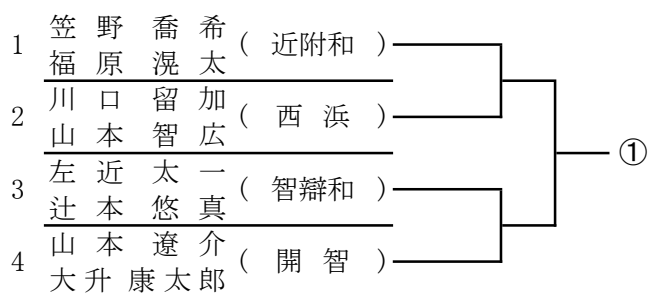 1 笠野 喬希 ( 近附和 )
福原 滉太
2 川口 留加 ( 西浜 )
山本 智広
3 左近 太一 ( 智辯和 )
辻本 悠真
4 山本 遼介 ( 開智 )
大升 康太郎
①